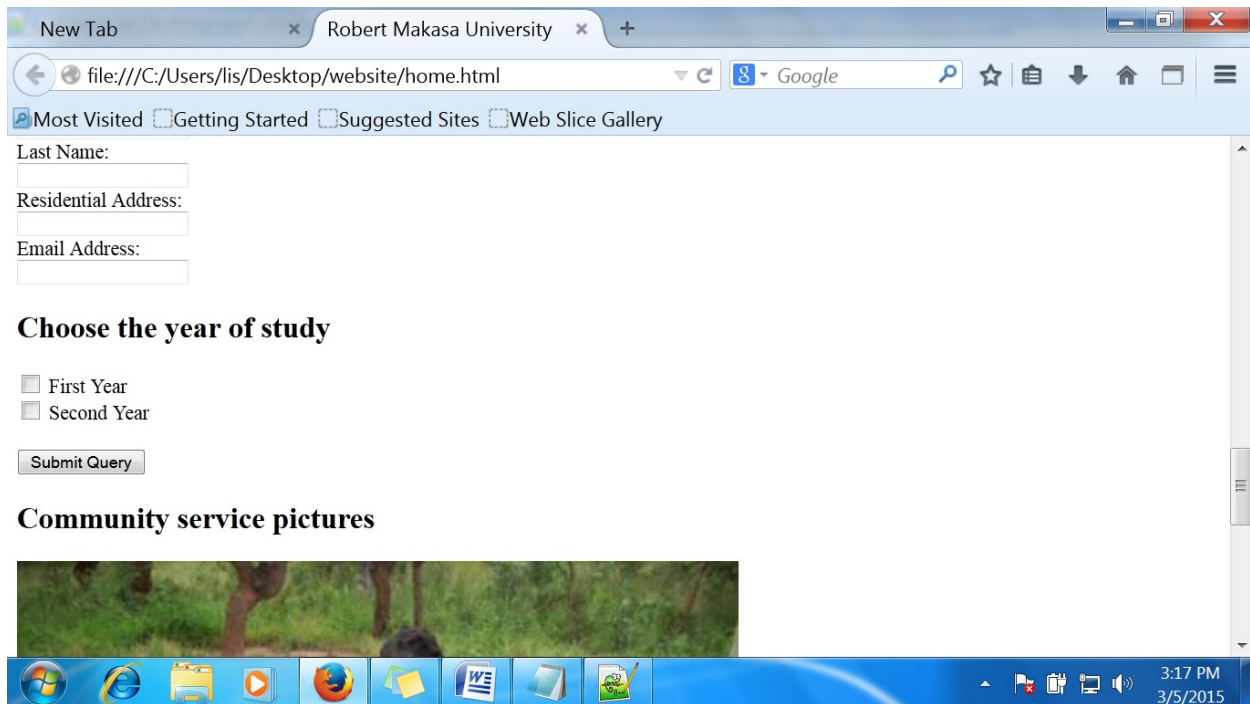 New Tab
Robert Makasa University
file:///C:/Users/lis/Desktop/website/home.html
8 Google
Most Visited Getting Started Suggested Sites Web Slice Gallery
Last Name:
Residential Address:
Email Address:
Choose the year of study
First Year
Second Year
Submit Query
Community service pictures
3:17 PM
3/5/2015